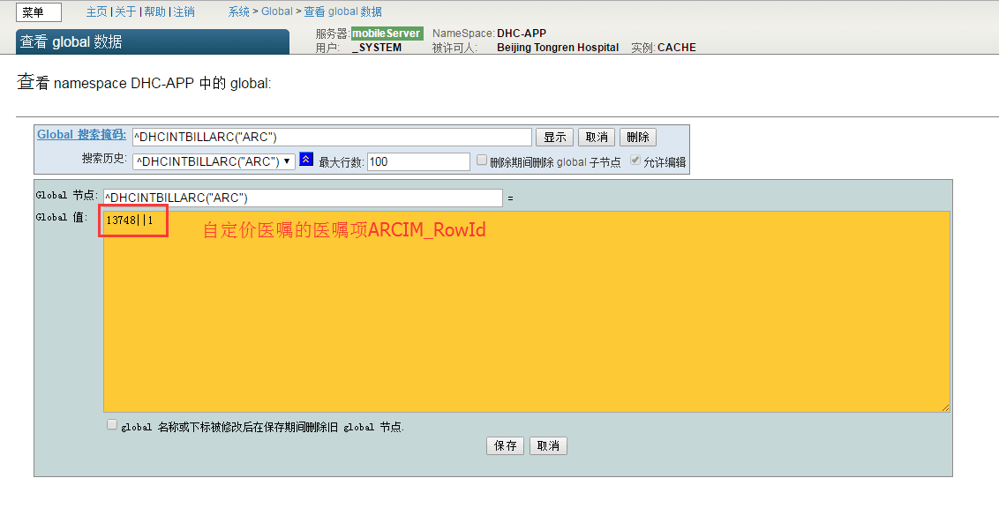 菜单 主页 | 关于 | 帮助 | 注销 系统 > Global > 查看 global 数据
查看 global 数据
服务器: mobileServer NameSpace: DHC-APP
用户: _SYSTEM 被许可人: Beijing Tongren Hospital 实例: CACHE
查看 namespace DHC-APP 中的 global:
Global 搜索掩码: ^DHCINTBILLARC("ARC") 显示 取消 删除
搜索历史: ^DHCINTBILLARC("ARC") 最大行数: 100 删除期间删除 global 子节点 允许编辑
Global 节点: ^DHCINTBILLARC("ARC") =
Global 值: 13748||1
自定价医嘱的医嘱项ARCIM_RowId
global 名称或下标被修改后在保存期间删除旧 global 节点.
保存 取消